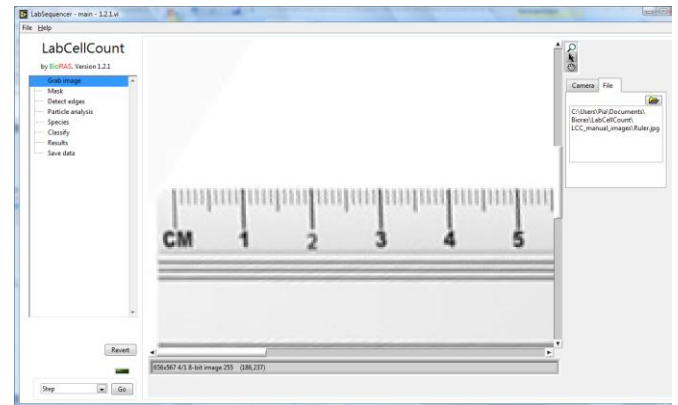 LabSequencer - main - 1.2.1.vi
File Help
LabCellCount
by BioRAS. Version 1.2.1
Grab image
Mask
Detect edges
Particle analysis
Species
Classify
Results
Save data
Revert
Step Go
CM 1 2 3 4 5
656x567 4/1 8-bit image 255 (186,237)
Camera File
C:\Users\Pia\Documents\
Bioras\LabCellCount\
LCC_manual_images\Ruler.jpg